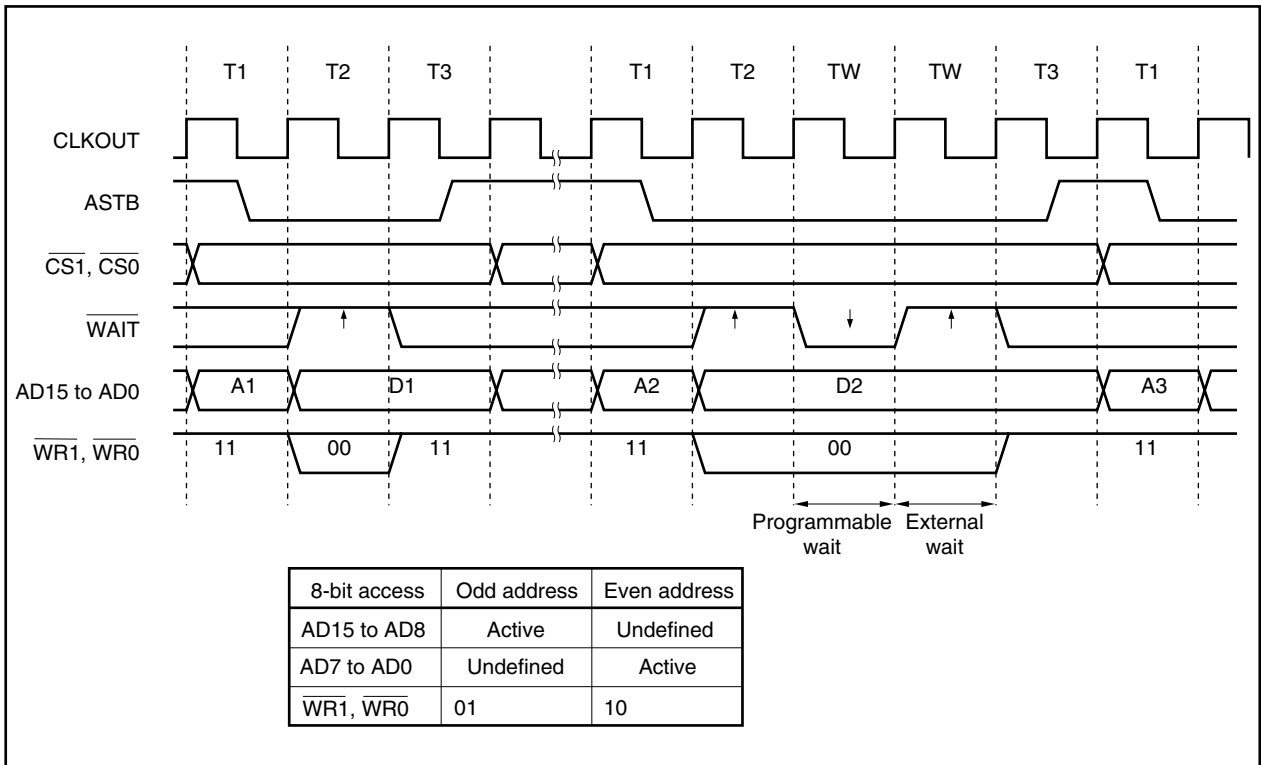 T1 T2 T3 T1 T2 TW TW T3 T1
CLKOUT
ASTB
CS1, CS0
WAIT
AD15 to AD0 A1 D1 A2 D2 A3
WR1, WR0 11 00 11 11 00 11
Programmable wait
External wait
8-bit access Odd address Even address
AD15 to AD8 Active Undefined
AD7 to AD0 Undefined Active
WR1, WR0 01 10